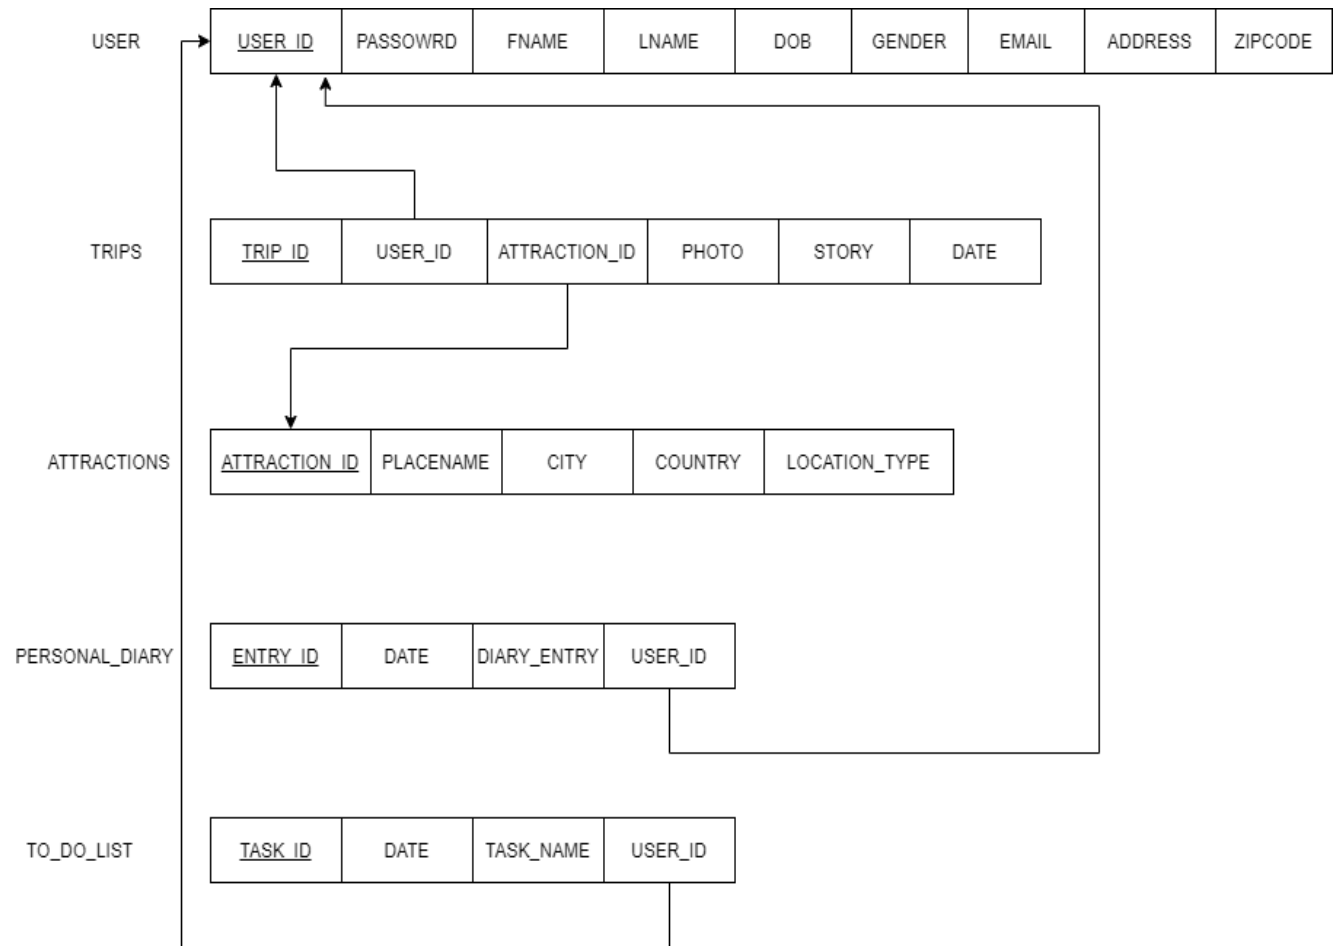 USER USER_ID PASSOWRD FNAME LNAME DOB GENDER EMAIL ADDRESS ZIPCODE
TRIPS TRIP_ID USER_ID ATTRACTION_ID PHOTO STORY DATE
ATTRACTIONS ATTRACTION_ID PLACENAME CITY COUNTRY LOCATION_TYPE
PERSONAL_DIARY ENTRY_ID DATE DIARY_ENTRY USER_ID
TO_DO_LIST TASK_ID DATE TASK_NAME USER_ID